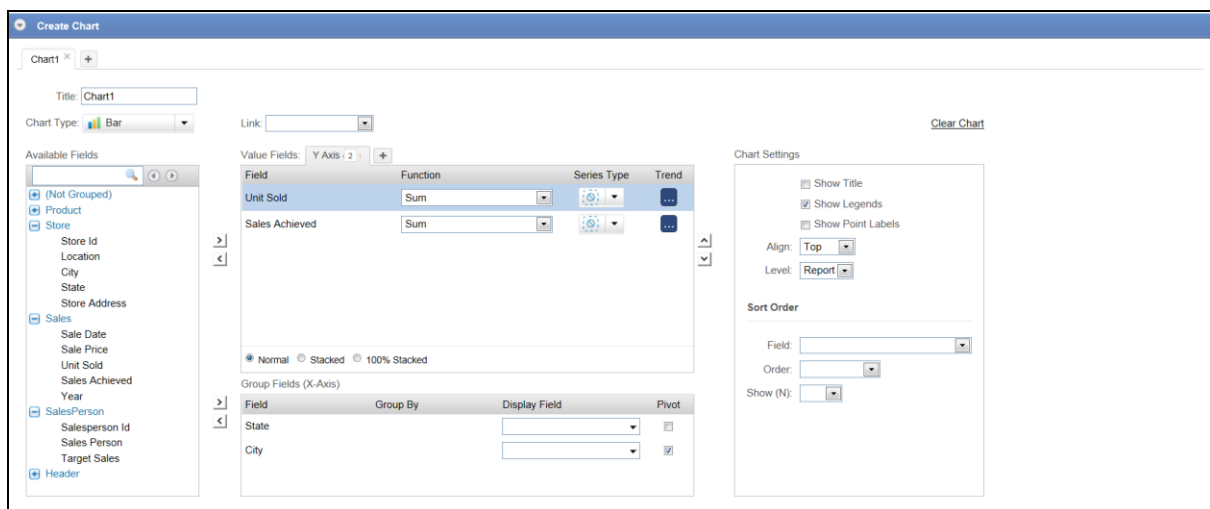 Create Chart
Chart1
Title: Chart1
Chart Type: Bar
Link:
Clear Chart
Available Fields
Value Fields: Y Axis 2
Chart Settings
Field Function Series Type Trend
(Not Grouped)
Unit Sold Sum ...
Show Title
Product
Show Legends
Store
Sales Achieved Sum ...
Show Point Labels
Store Id
Location
Align: Top
City
Level: Report
State
Store Address
Sort Order
Sales
Sale Date
Sale Price
Field:
Unit Sold
Normal Stacked 100% Stacked
Sales Achieved
Order:
Year
Group Fields (X-Axis)
Show (N):
SalesPerson
Field Group By Display Field Pivot
Salesperson Id
State
Sales Person
Target Sales
City
Header